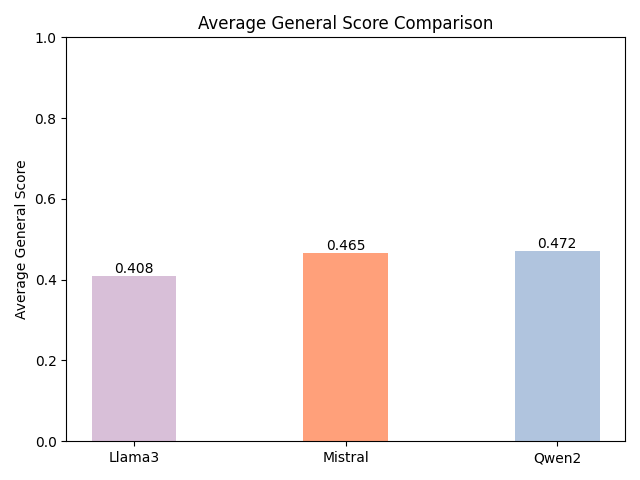 Average General Score Comparison
1.0
0.8
0.6
0.4
0.2
0.0
Average General Score
0.408
0.465
0.472
Llama3
Mistral
Qwen2